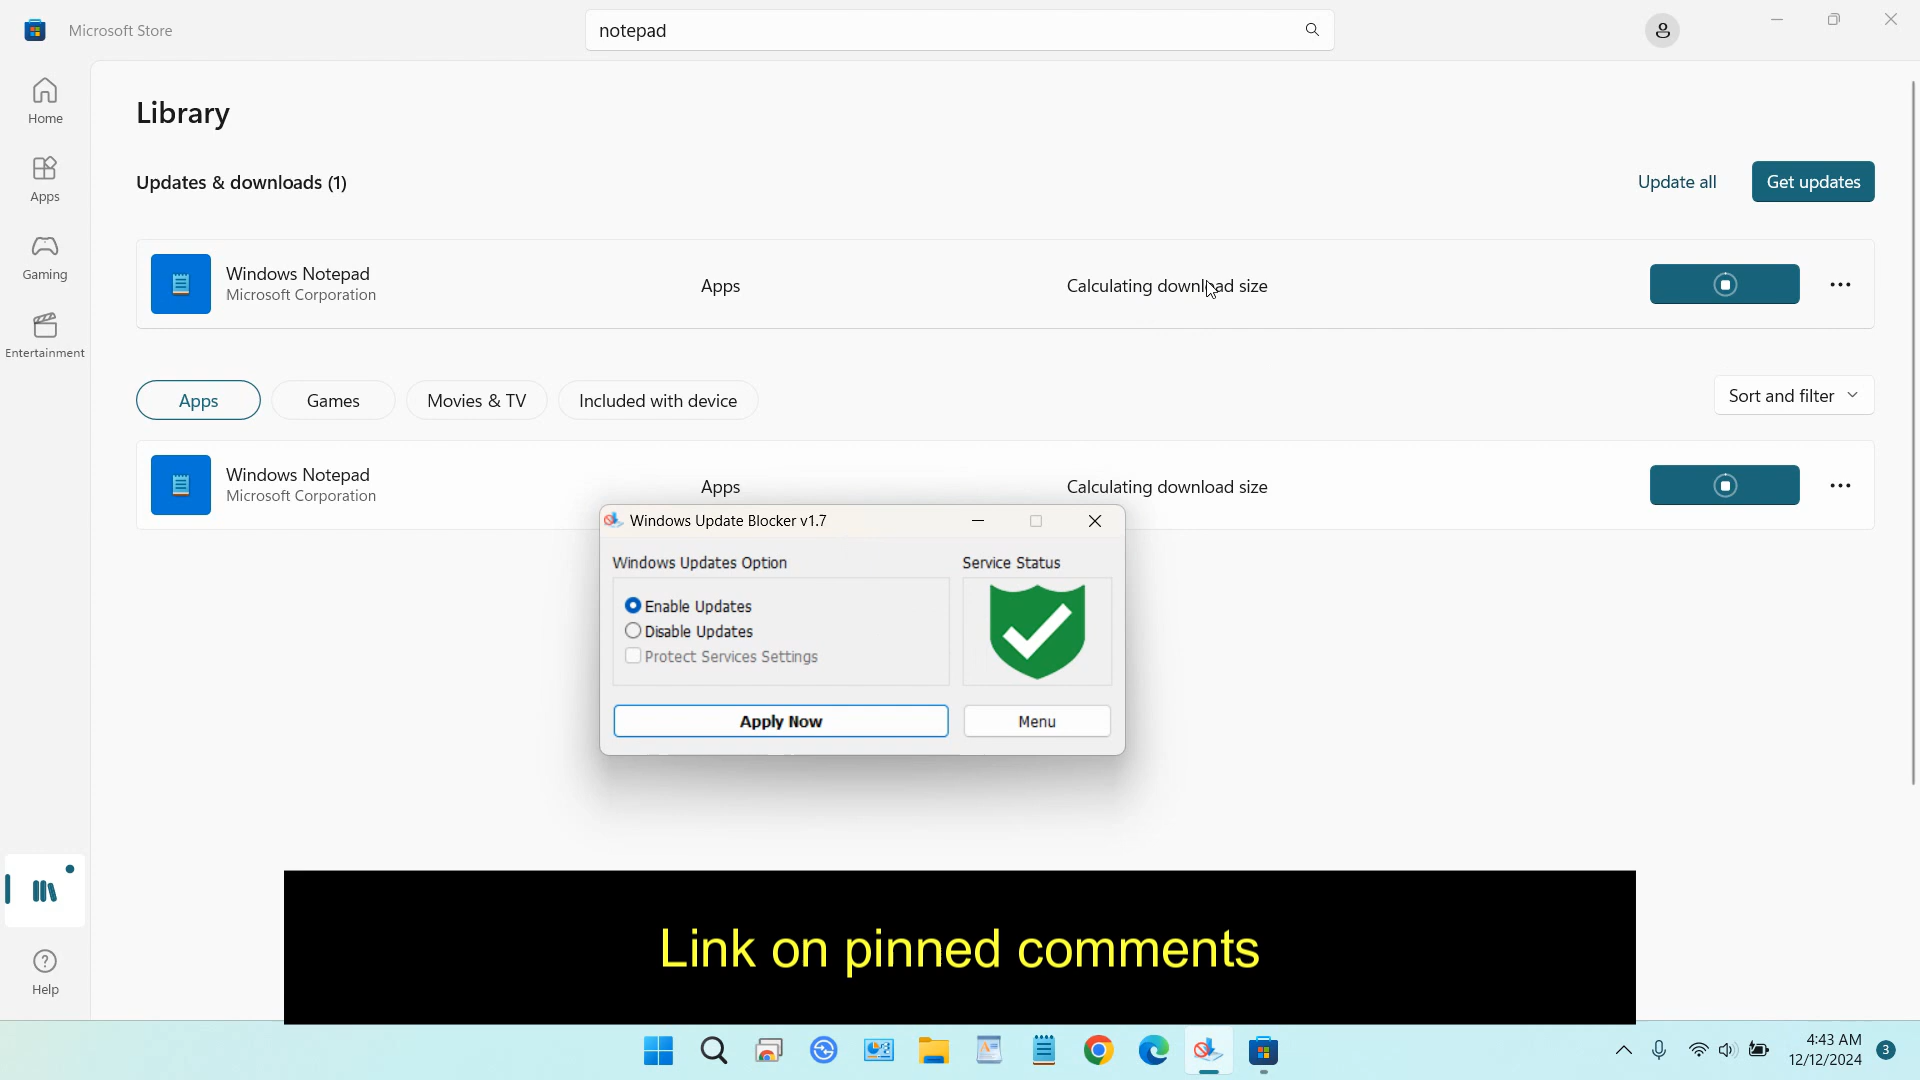 Microsoft Store
notepad
Home
Apps
Gaming
Entertainment
Help
Library
Updates & downloads (1)
Update all
Get updates
Windows Notepad
Microsoft Corporation
Apps
Calculating download size
Apps
Games
Movies & TV
Included with device
Sort and filter
Windows Notepad
Microsoft Corporation
Apps
Calculating download size
Windows Update Blocker v1.7
Windows Updates Option
Service Status
Enable Updates
Disable Updates
Protect Services Settings
Apply Now
Menu
Link on pinned comments
4:43 AM
12/12/2024
3